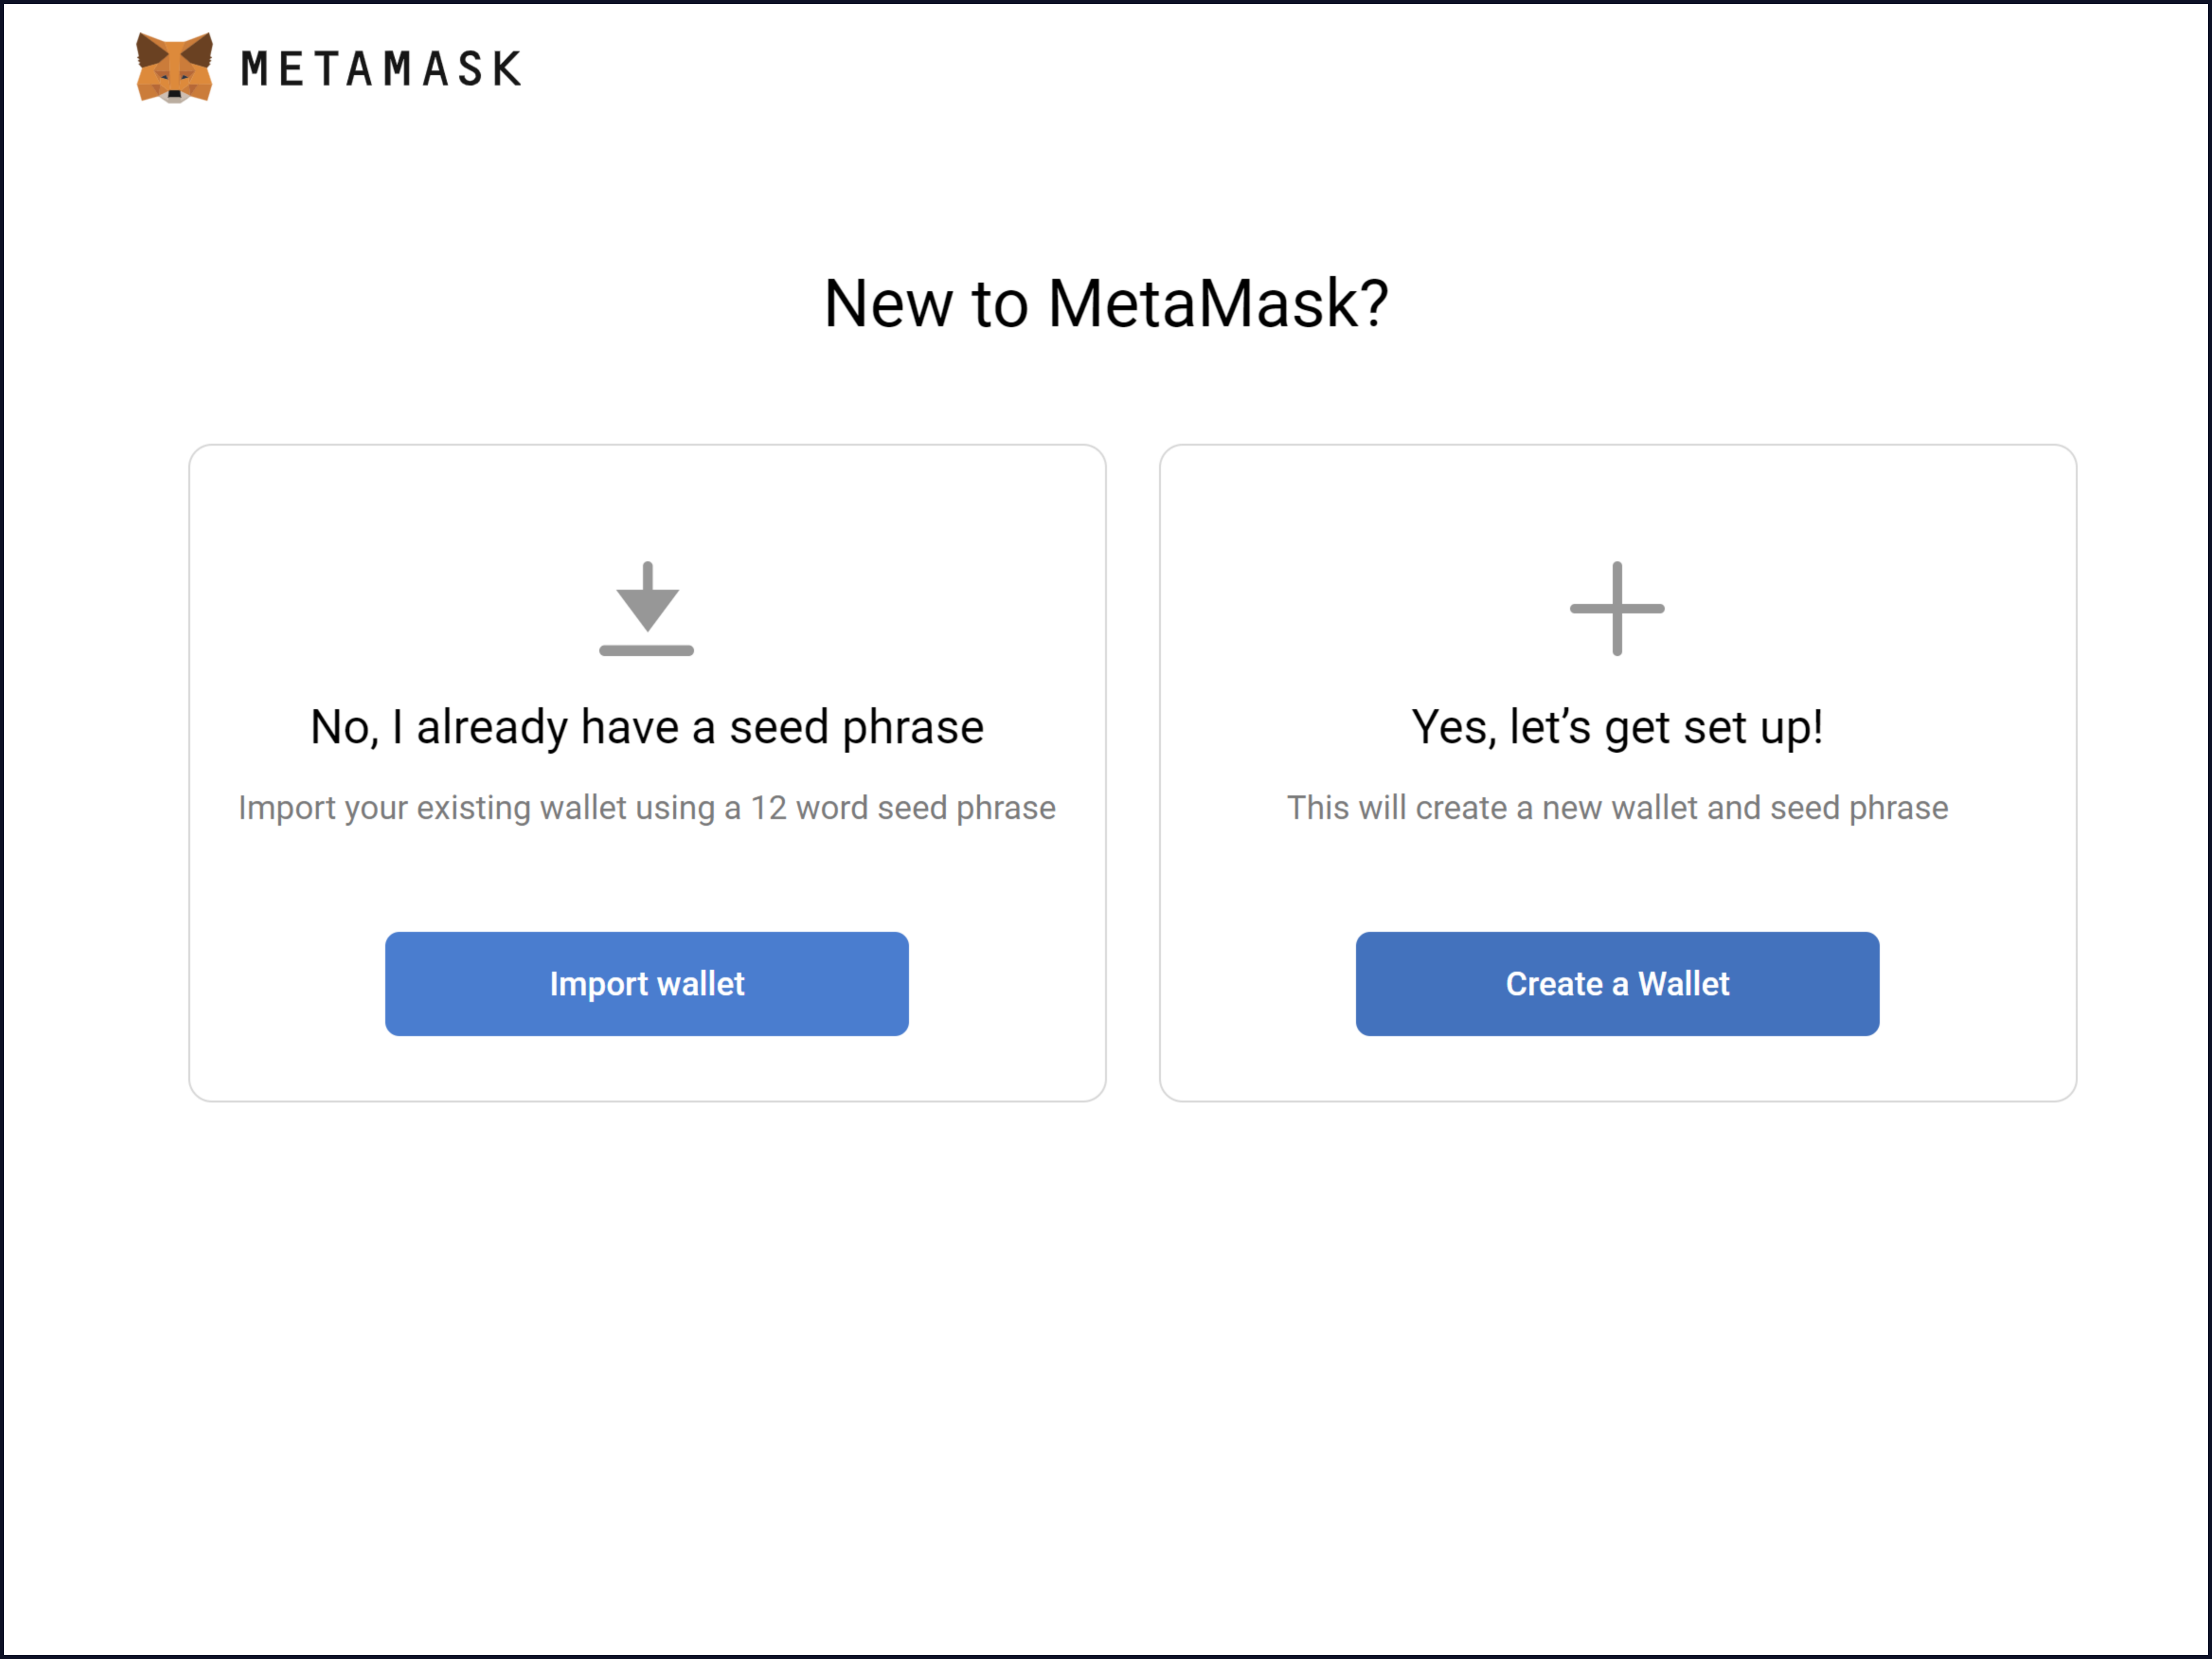 METAMASK
New to MetaMask?
No, I already have a seed phrase
Import your existing wallet using a 12 word seed phrase
Import wallet
Yes, let’s get set up!
This will create a new wallet and seed phrase
Create a Wallet